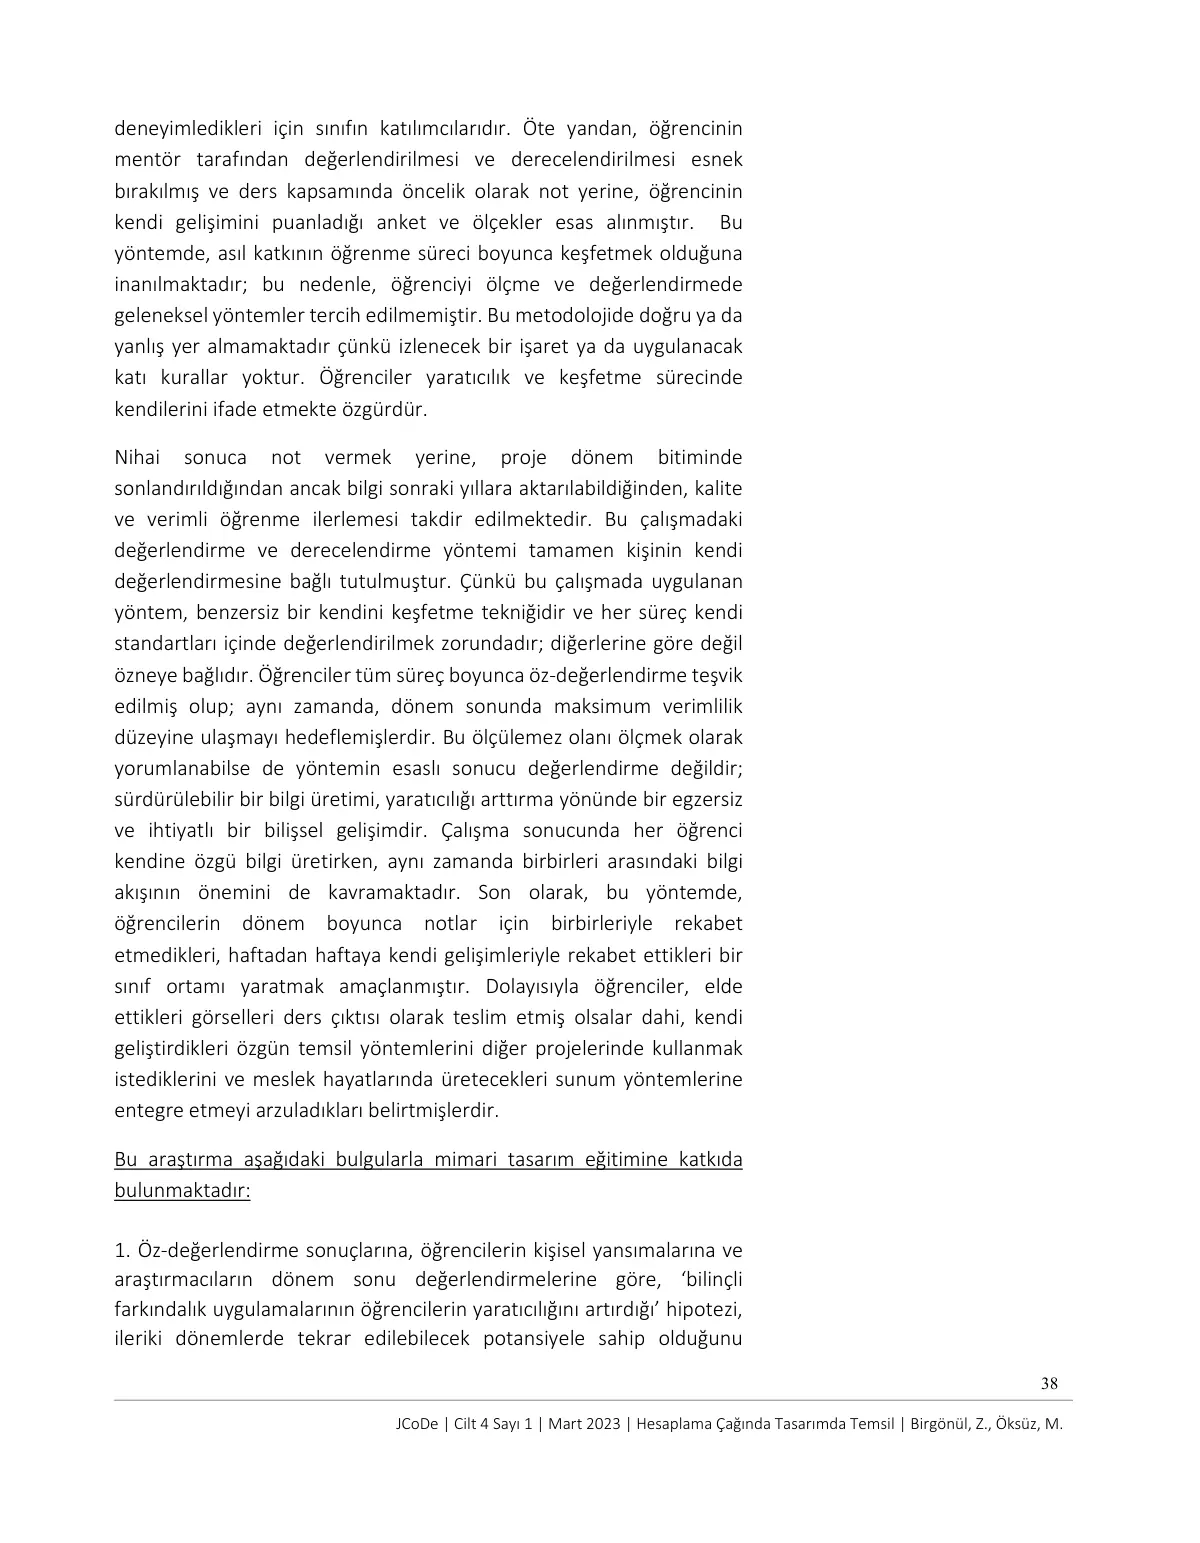 deneyimledikleri için sınıfın katılımcılarıdır. Öte yandan, öğrencinin
mentör tarafından değerlendirilmesi ve derecelendirilmesi esnek
bırakılmış ve ders kapsamında öncelik olarak not yerine, öğrencinin
kendi gelişimini puanladığı anket ve ölçekler esas alınmıştır. Bu
yöntemde, asıl katkının öğrenme süreci boyunca keşfetmek olduğuna
inanılmaktadır; bu nedenle, öğrenciyi ölçme ve değerlendirmede
geleneksel yöntemler tercih edilmemiştir. Bu metodolojide doğru ya da
yanlış yer almamaktadır çünkü izlenecek bir işaret ya da uygulanacak
katı kurallar yoktur. Öğrenciler yaratıcılık ve keşfetme sürecinde
kendilerini ifade etmekte özgürdür.
Nihai sonuca not vermek yerine, proje dönem bitiminde
sonlandırıldığından ancak bilgi sonraki yıllara aktarılabildiğinden, kalite
ve verimli öğrenme ilerlemesi takdir edilmektedir. Bu çalışmadaki
değerlendirme ve derecelendirme yöntemi tamamen kişinin kendi
değerlendirmesine bağlı tutulmuştur. Çünkü bu çalışmada uygulanan
yöntem, benzersiz bir kendini keşfetme tekniğidir ve her süreç kendi
standartları içinde değerlendirilmek zorundadır; diğerlerine göre değil
özneye bağlıdır. Öğrenciler tüm süreç boyunca öz-değerlendirme teşvik
edilmiş olup; aynı zamanda, dönem sonunda maksimum verimlilik
düzeyine ulaşmayı hedeflemişlerdir. Bu ölçülemez olanı ölçmek olarak
yorumlanabilse de yöntemin esaslı sonucu değerlendirme değildir;
sürdürülebilir bir bilgi üretimi, yaratıcılığı arttırma yönünde bir egzersiz
ve ihtiyatlı bir bilişsel gelişimdir. Çalışma sonucunda her öğrenci
kendine özgü bilgi üretirken, aynı zamanda birbirleri arasındaki bilgi
akışının önemini de kavramaktadır. Son olarak, bu yöntemde,
öğrencilerin dönem boyunca notlar için birbirleriyle rekabet
etmedikleri, haftadan haftaya kendi gelişimleriyle rekabet ettikleri bir
sınıf ortamı yaratmak amaçlanmıştır. Dolayısıyla öğrenciler, elde
ettikleri görselleri ders çıktısı olarak teslim etmiş olsalar dahi, kendi
geliştirdikleri özgün temsil yöntemlerini diğer projelerinde kullanmak
istediklerini ve meslek hayatlarında üretecekleri sunum yöntemlerine
entegre etmeyi arzuladıkları belirtmişlerdir.
Bu araştırma aşağıdaki bulgularla mimari tasarım eğitimine katkıda
bulunmaktadır:
1. Öz-değerlendirme sonuçlarına, öğrencilerin kişisel yansımalarına ve
araştırmacıların dönem sonu değerlendirmelerine göre, ‘bilinçli
farkındalık uygulamalarının öğrencilerin yaratıcılığını artırdığı’ hipotezi,
ileriki dönemlerde tekrar edilebilecek potansiyele sahip olduğunu
38
JCoDe | Cilt 4 Sayı 1 | Mart 2023 | Hesaplama Çağında Tasarımda Temsil | Birgönül, Z., Öksüz, M.